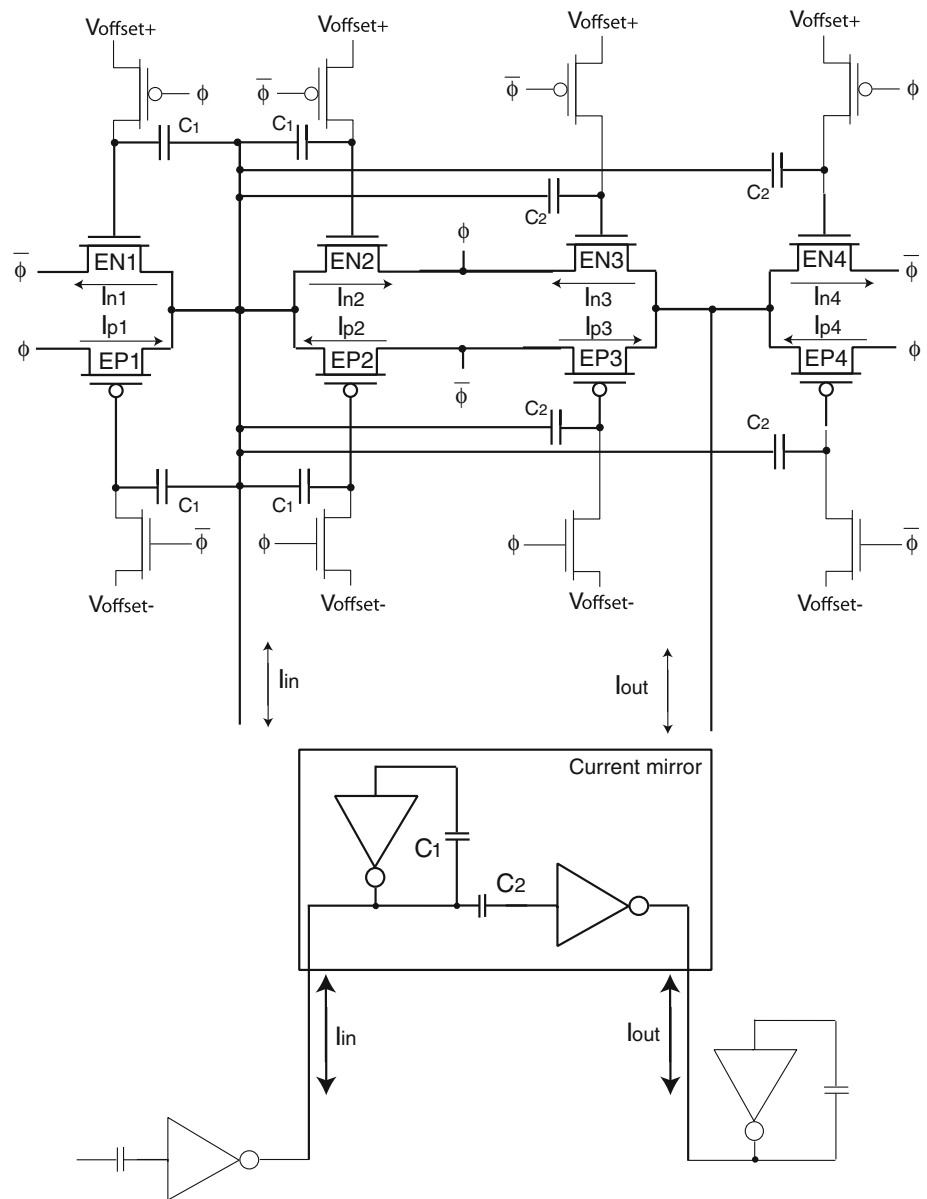 Voffset+ Voffset+ Voffset+ Voffset+
ϕ ϕ̅ ϕ̅ ϕ
C1 C1
C2 C2
ϕ̅ EN1 EN2 ϕ EN3 EN4 ϕ̅
In1 In2 In3 In4
Ip1 Ip2 Ip3 Ip4
ϕ EP1 EP2 ϕ̅ EP3 EP4 ϕ
C2 C2
C1 C1
ϕ̅ ϕ ϕ ϕ̅
Voffset- Voffset- Voffset- Voffset-
Iin Iout
Current mirror
C1
C2
Iin Iout